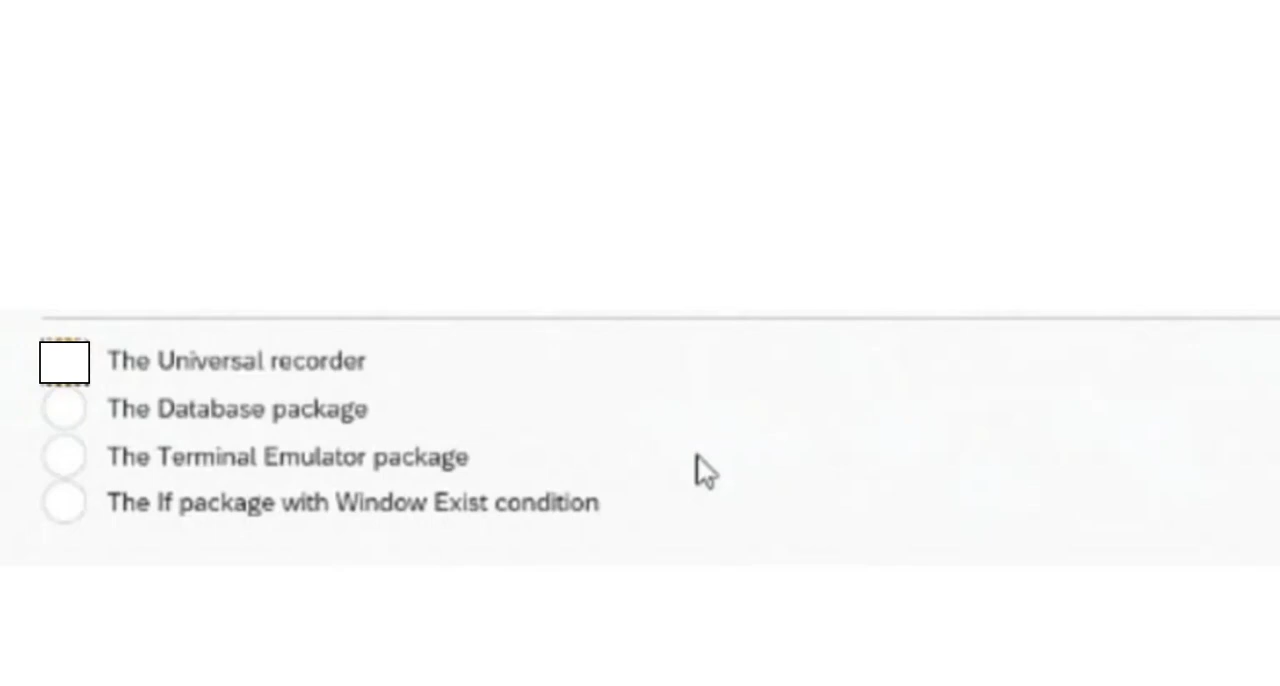 The Universal recorder
The Database package
The Terminal Emulator package
The If package with Window Exist condition